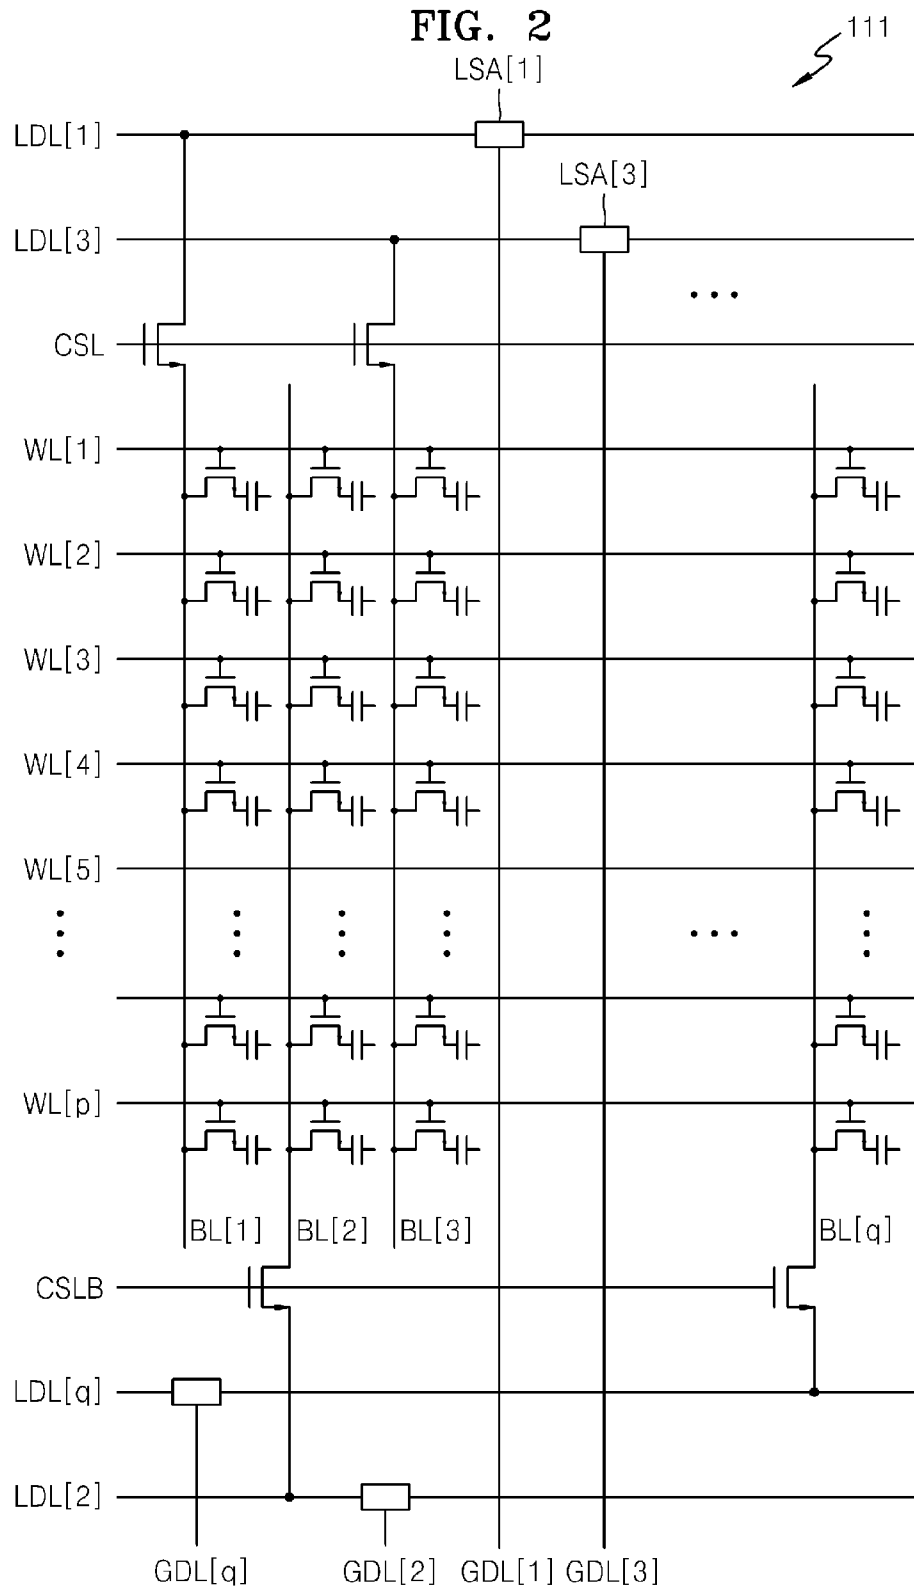 FIG. 2
111
LSA[1]
LDL[1]
LSA[3]
LDL[3]
CSL
WL[1]
WL[2]
WL[3]
WL[4]
WL[5]
WL[p]
BL[1] BL[2] BL[3] BL[q]
CSLB
LDL[q]
LDL[2]
GDL[q] GDL[2] GDL[1] GDL[3]